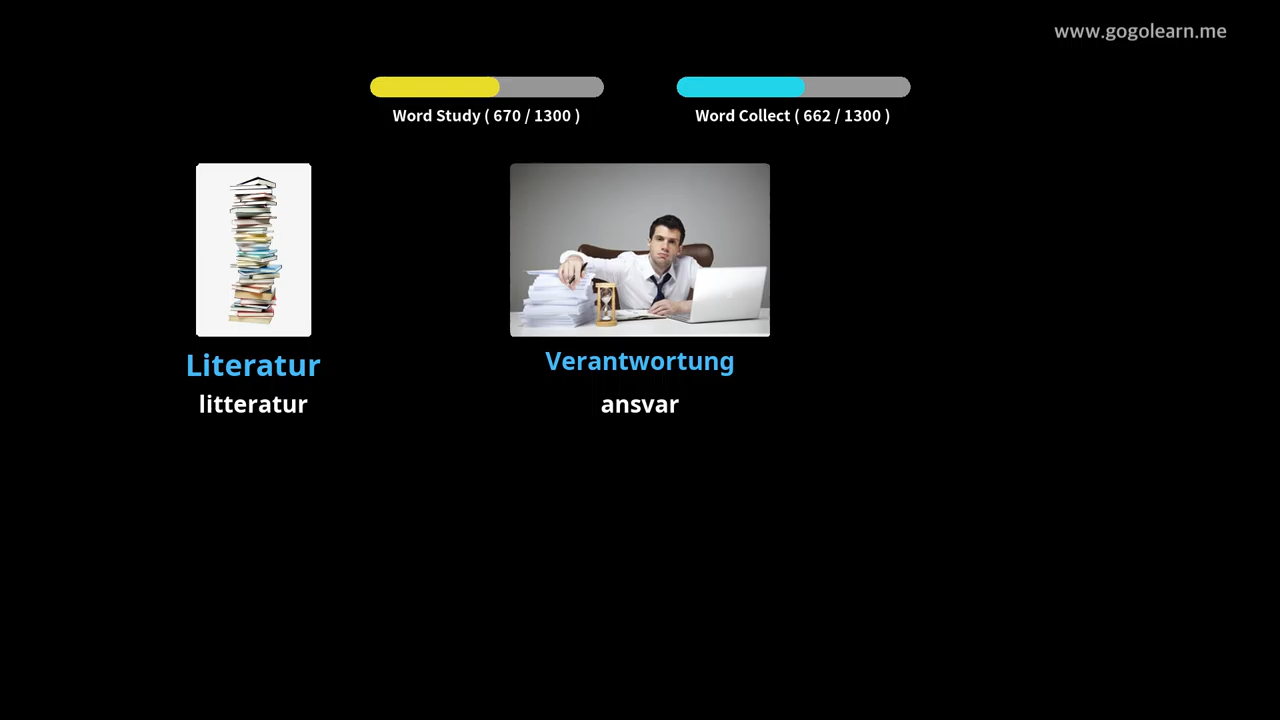 www.gogolearn.me
Word Study ( 670 / 1300 )
Word Collect ( 662 / 1300 )
Literatur
litteratur
Verantwortung
ansvar